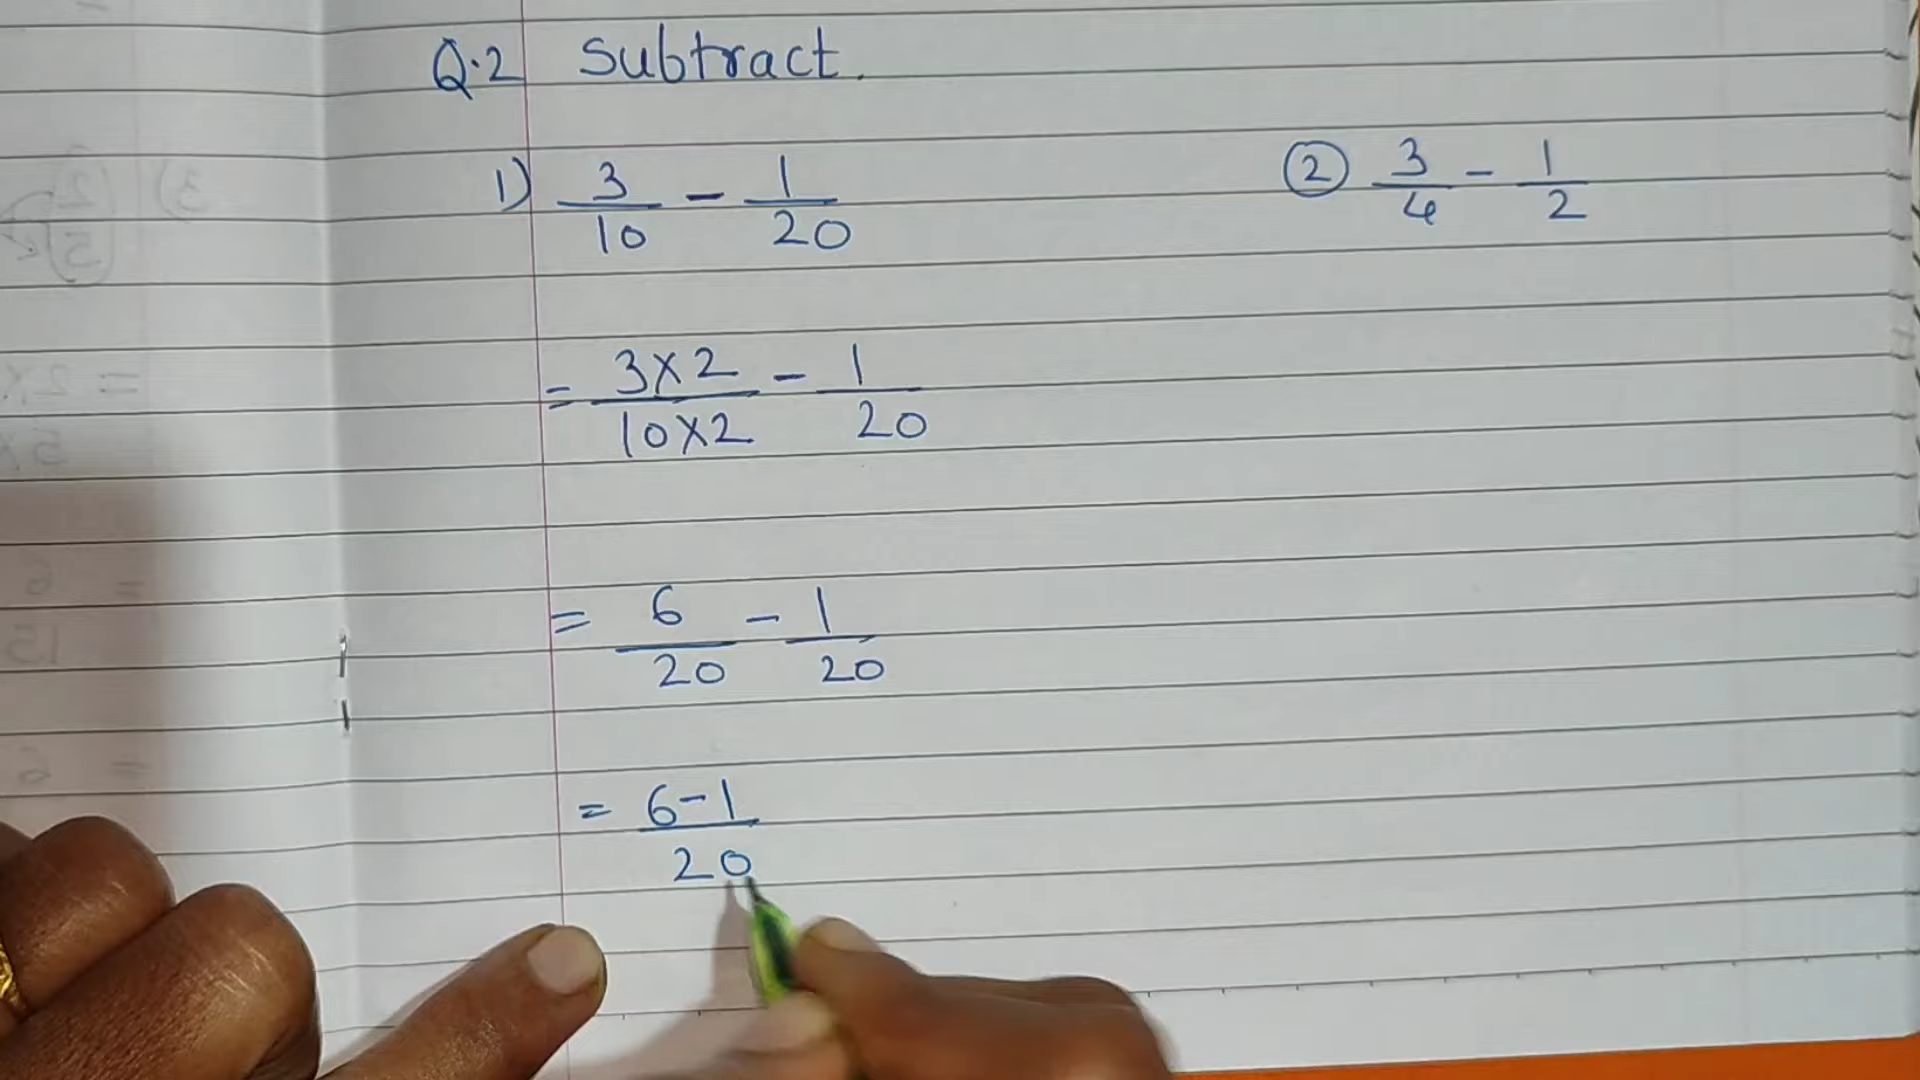 Q.2 Subtract.
1) 3/10 - 1/20
② 3/4 - 1/2
= 3×2/10×2 - 1/20
= 6/20 - 1/20
= 6-1/20